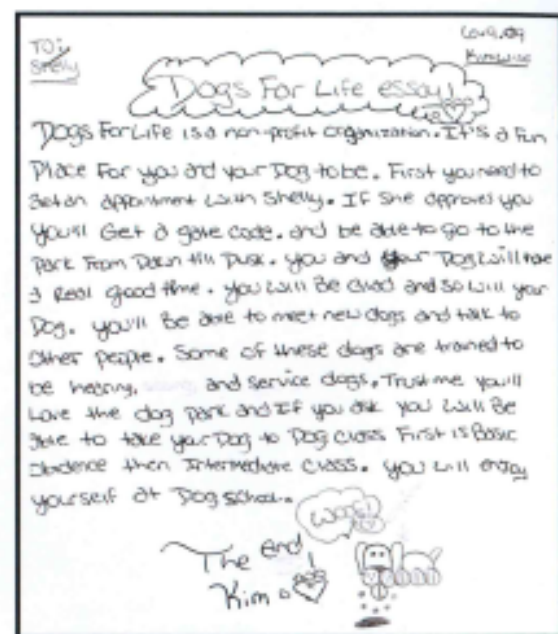 To:
Shelly
Dogs For Life essay!
Dogs For Life is a non-profit organization. It's a fun
Place For you and your Dog to be. First you need to
get an appointment with Shelly. If she approves you
You'll Get a gate code. and be able to go to the
park From Dawn till Dusk. you and your Dog will have
a Real good time. you will Be Glad and so will your
Dog. you'll Be able to meet new dogs and talk to
other people. Some of these dogs are trained to
be hearing, and service dogs. Trust me you'll
Love the dog park and If you ask you will Be
able to take your Dog to Dog class First is Basic
then Intermediate class. you will enjoy
yourself at Dog school.
Woof!
The end!
Kim